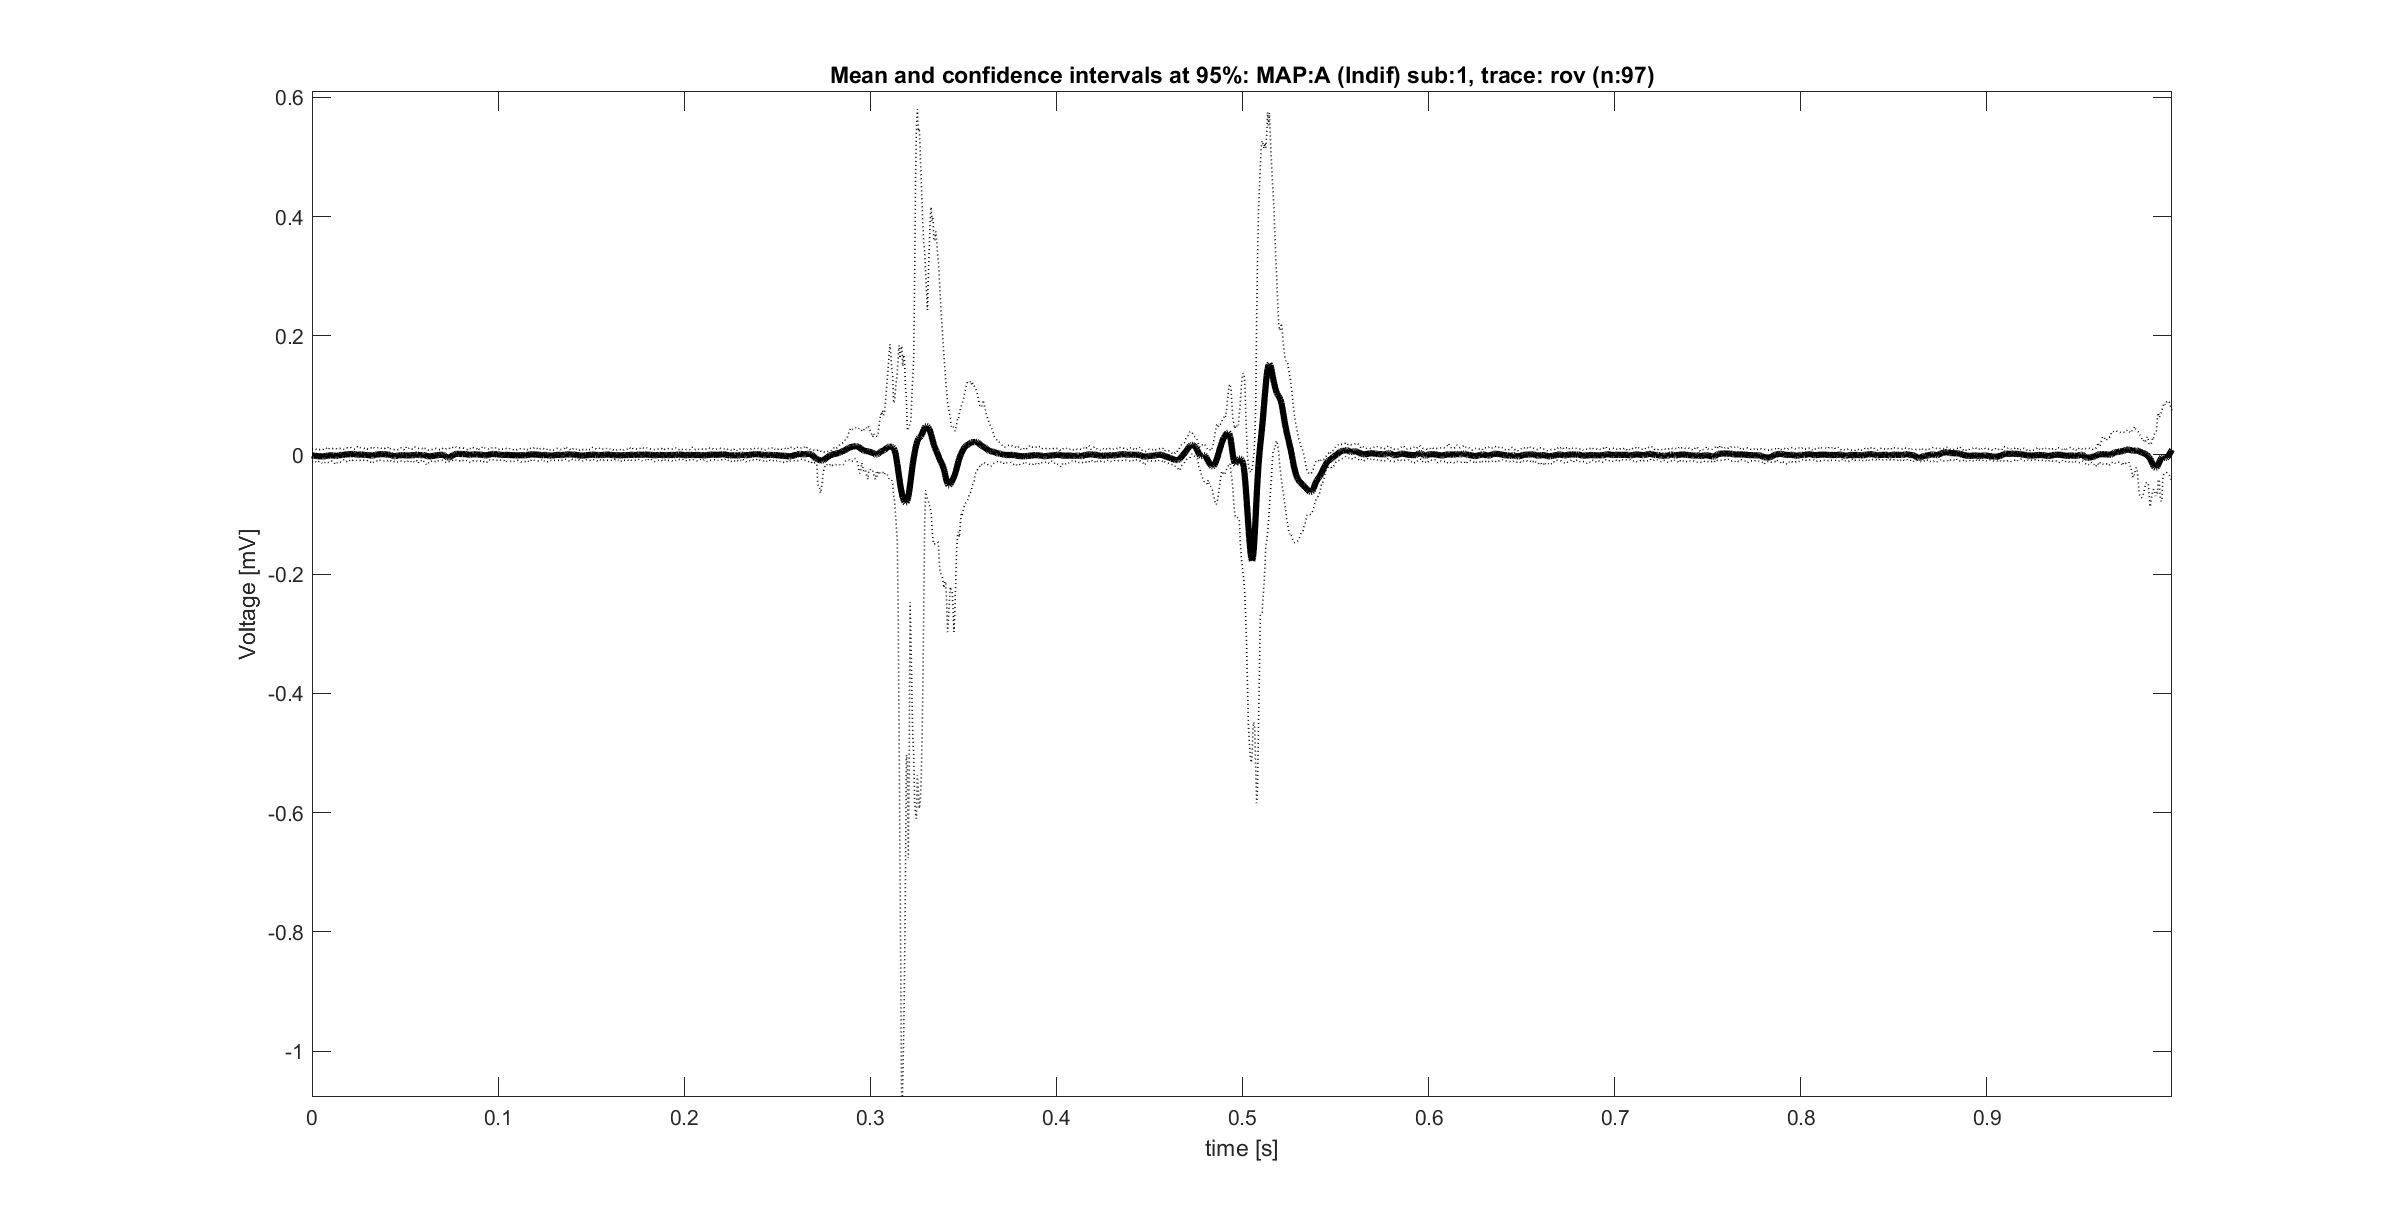 Mean and confidence intervals at 95%: MAP:A (Indif) sub:1, trace: rov (n:97)
0.6
0.4
0.2
0
-0.2
-0.4
-0.6
-0.8
-1
Voltage [mV]
0 0.1 0.2 0.3 0.4 0.5 0.6 0.7 0.8 0.9
time [s]